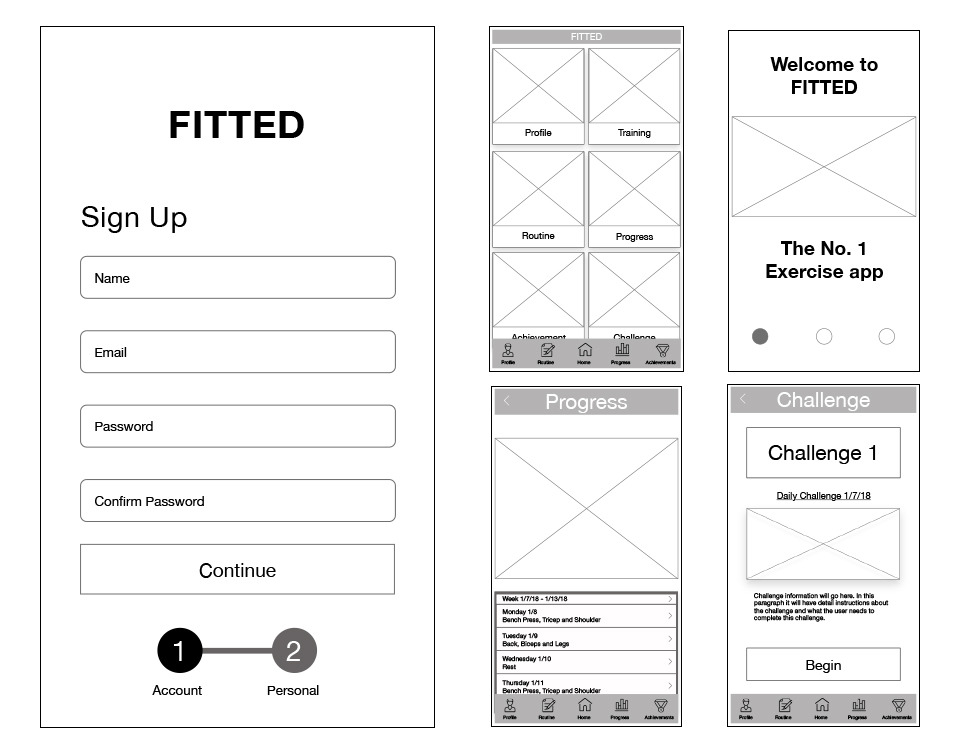 FITTED
Sign Up
Name
Email
Password
Confirm Password
Continue
1 2
Account Personal
FITTED
Profile Training
Routine Progress
Achievement Challenge
Profile Routine Home Progress Achievements
Welcome to
FITTED
The No. 1
Exercise app
Progress
Week 1/7/18 - 1/13/18
Monday 1/8
Bench Press, Tricep and Shoulder
Tuesday 1/9
Back, Biceps and Legs
Wednesday 1/10
Rest
Thursday 1/11
Bench Press, Tricep and Shoulder
Profile Routine Home Progress Achievements
Challenge
Challenge 1
Daily Challenge 1/7/18
Challenge information will go here. In this
paragraph it will have detail instructions about
the challenge and what the user needs to
complete this challenge.
Begin
Profile Routine Home Progress Achievements